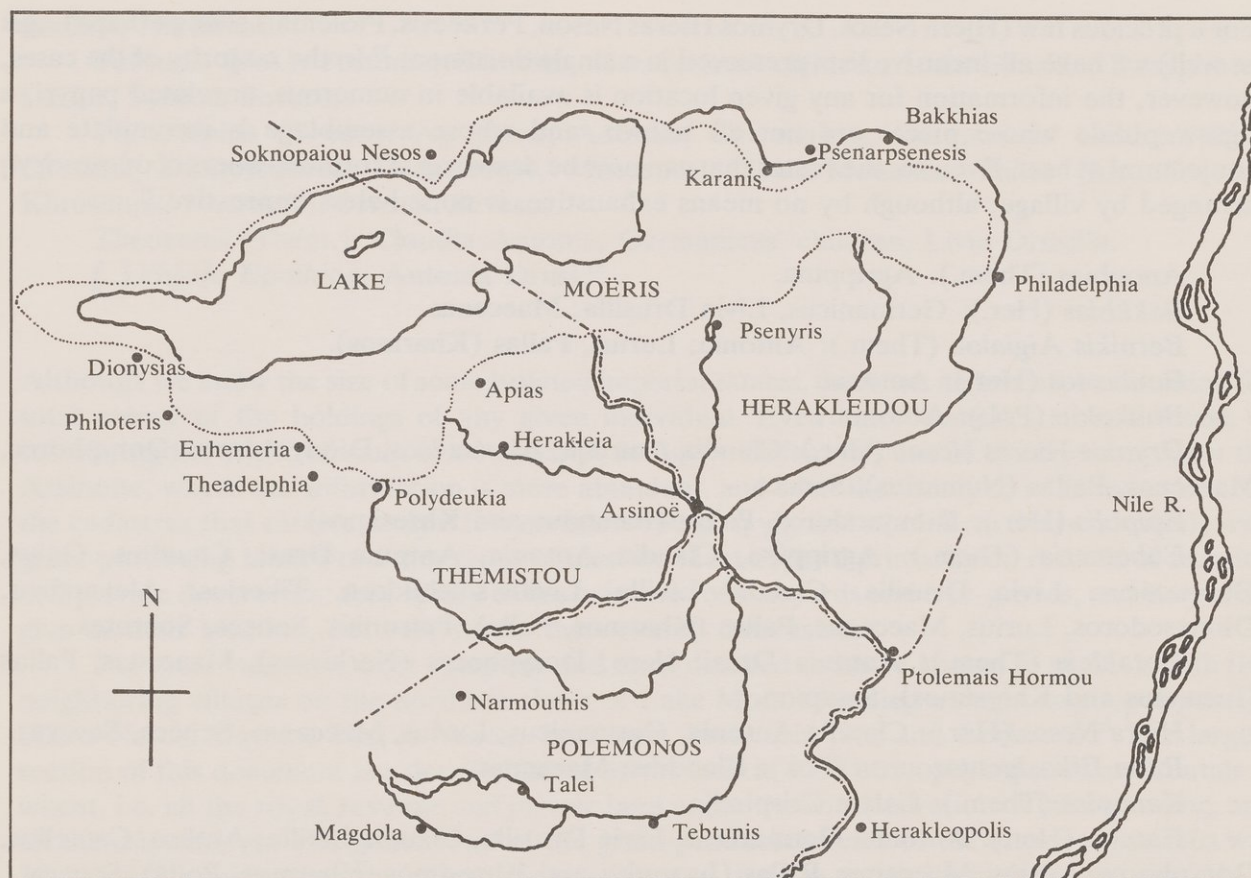 Bakkhias
Soknopaiou Nesos
Psenarpsenesis
Karanis
LAKE
MOËRIS
Philadelphia
Psenyris
Dionysias
Apias
HERAKLEIDOU
Philoteris
Herakleia
Euhemeria
Theadelphia
Polydeukia
Arsinoë
Nile R.
THEMISTOU
N
Ptolemais Hormou
Narmouthis
POLEMONOS
Talei
Magdola
Tebtunis
Herakleopolis